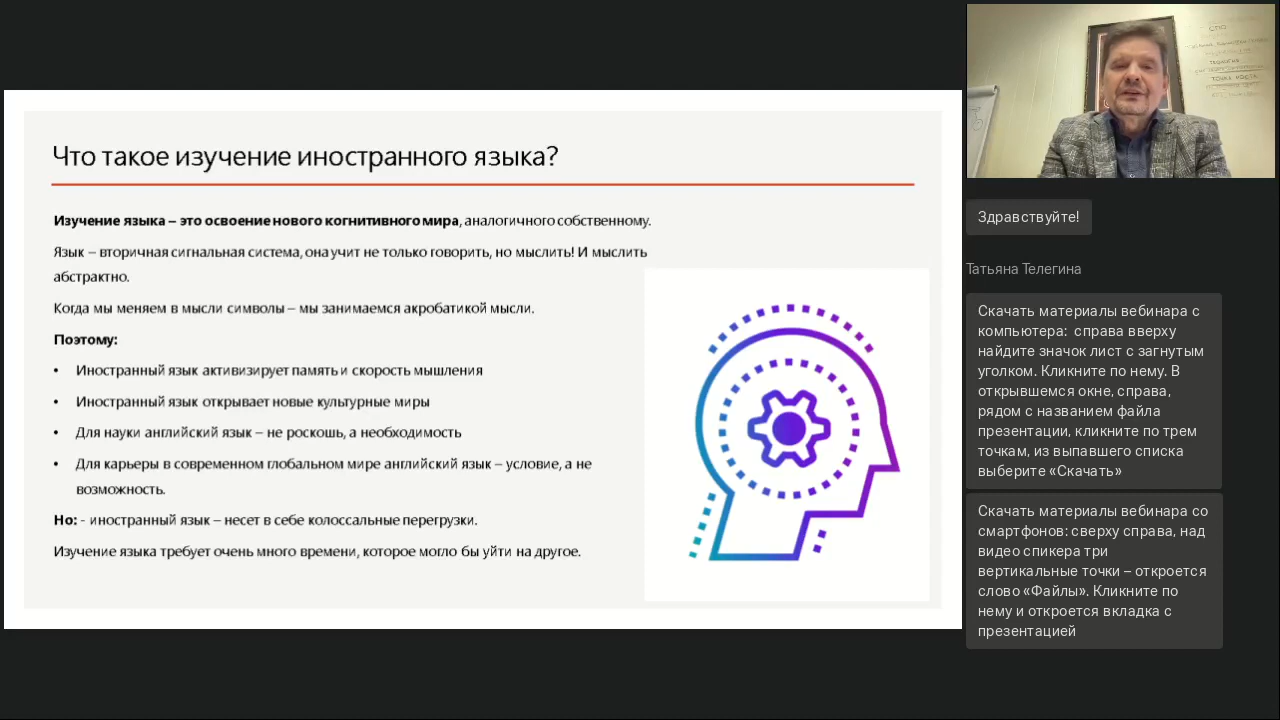 Что такое изучение иностранного языка?
Изучение языка – это освоение нового когнитивного мира, аналогичного собственному.
Язык – вторичная сигнальная система, она учит не только говорить, но мыслить! И мыслить
абстрактно.
Когда мы меняем в мысли символы – мы занимаемся акробатикой мысли.
Поэтому:
• Иностранный язык активизирует память и скорость мышления
• Иностранный язык открывает новые культурные миры
• Для науки английский язык – не роскошь, а необходимость
• Для карьеры в современном глобальном мире английский язык – условие, а не
возможность.
Но: - иностранный язык – несет в себе колоссальные перегрузки.
Изучение языка требует очень много времени, которое могло бы уйти на другое.
Здравствуйте!
Татьяна Телегина
Скачать материалы вебинара с
компьютера: справа вверху
найдите значок лист с загнутым
уголком. Кликните по нему. В
открывшемся окне, справа,
рядом с названием файла
презентации, кликните по трем
точкам, из выпавшего списка
выберите «Скачать»
Скачать материалы вебинара со
смартфонов: сверху справа, над
видео спикера три
вертикальные точки – откроется
слово «Файлы». Кликните по
нему и откроется вкладка с
презентацией